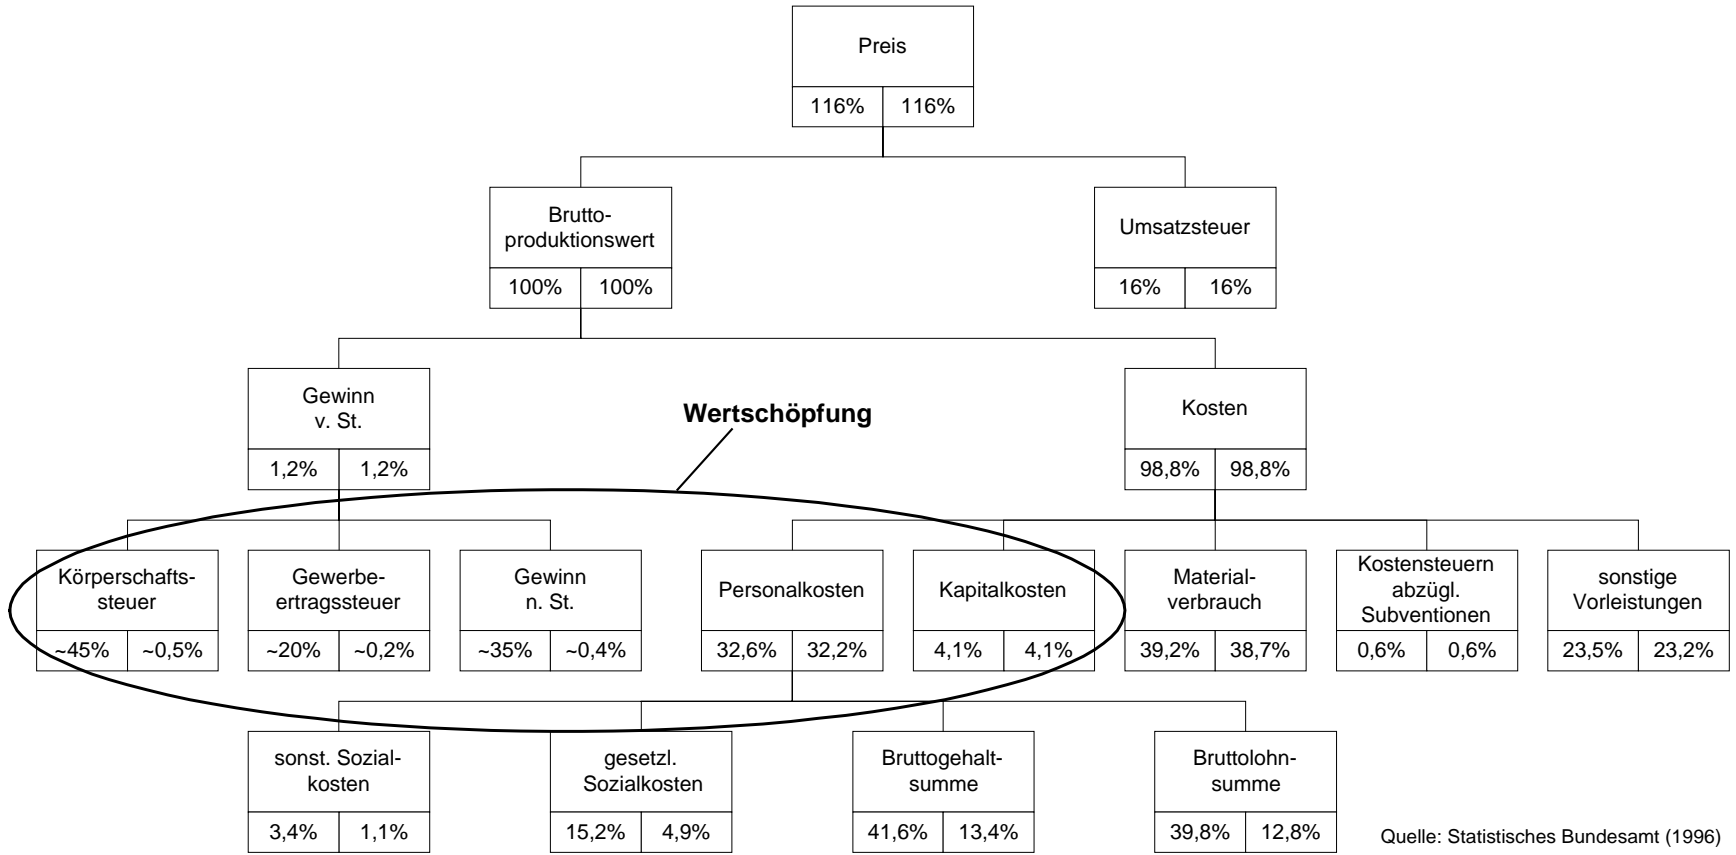 Preis
116% 116%
Brutto-
produktionswert
100% 100%
Umsatzsteuer
16% 16%
Gewinn
v. St.
1,2% 1,2%
Wertschöpfung
Kosten
98,8% 98,8%
Körperschafts-
steuer
~45% ~0,5%
Gewerbe-
ertragssteuer
~20% ~0,2%
Gewinn
n. St.
~35% ~0,4%
Personalkosten
32,6% 32,2%
Kapitalkosten
4,1% 4,1%
Material-
verbrauch
39,2% 38,7%
Kostensteuern
abzügl.
Subventionen
0,6% 0,6%
sonstige
Vorleistungen
23,5% 23,2%
sonst. Sozial-
kosten
3,4% 1,1%
gesetzl.
Sozialkosten
15,2% 4,9%
Bruttogehalt-
summe
41,6% 13,4%
Bruttolohn-
summe
39,8% 12,8%
Quelle: Statistisches Bundesamt (1996)